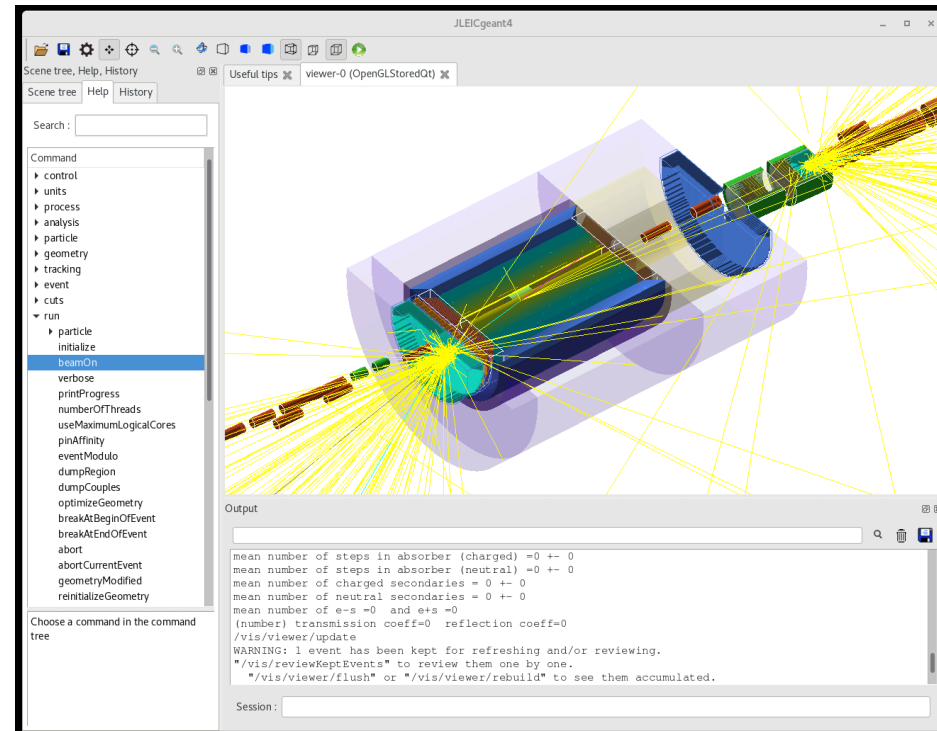 JLEICgeant4
Scene tree, Help, History
Useful tips
viewer-0 (OpenGLStoredQt)
Scene tree
Help
History
Search :
Command
control
units
process
analysis
particle
geometry
tracking
event
cuts
run
particle
initialize
beamOn
verbose
printProgress
numberOfThreads
useMaximumLogicalCores
pinAffinity
eventModulo
dumpRegion
dumpCouples
optimizeGeometry
breakAtBeginOfEvent
breakAtEndOfEvent
abort
abortCurrentEvent
geometryModified
reinitializeGeometry
Choose a command in the command
tree
Output
mean number of steps in absorber (charged) =0 +- 0
mean number of steps in absorber (neutral) =0 +- 0
mean number of charged secondaries = 0 +- 0
mean number of neutral secondaries = 0 +- 0
mean number of e-s =0  and e+s =0
(number) transmission coeff=0  reflection coeff=0
/vis/viewer/update
WARNING: 1 event has been kept for refreshing and/or reviewing.
"/vis/reviewKeptEvents" to review them one by one.
"/vis/viewer/flush" or "/vis/viewer/rebuild" to see them accumulated.
Session :